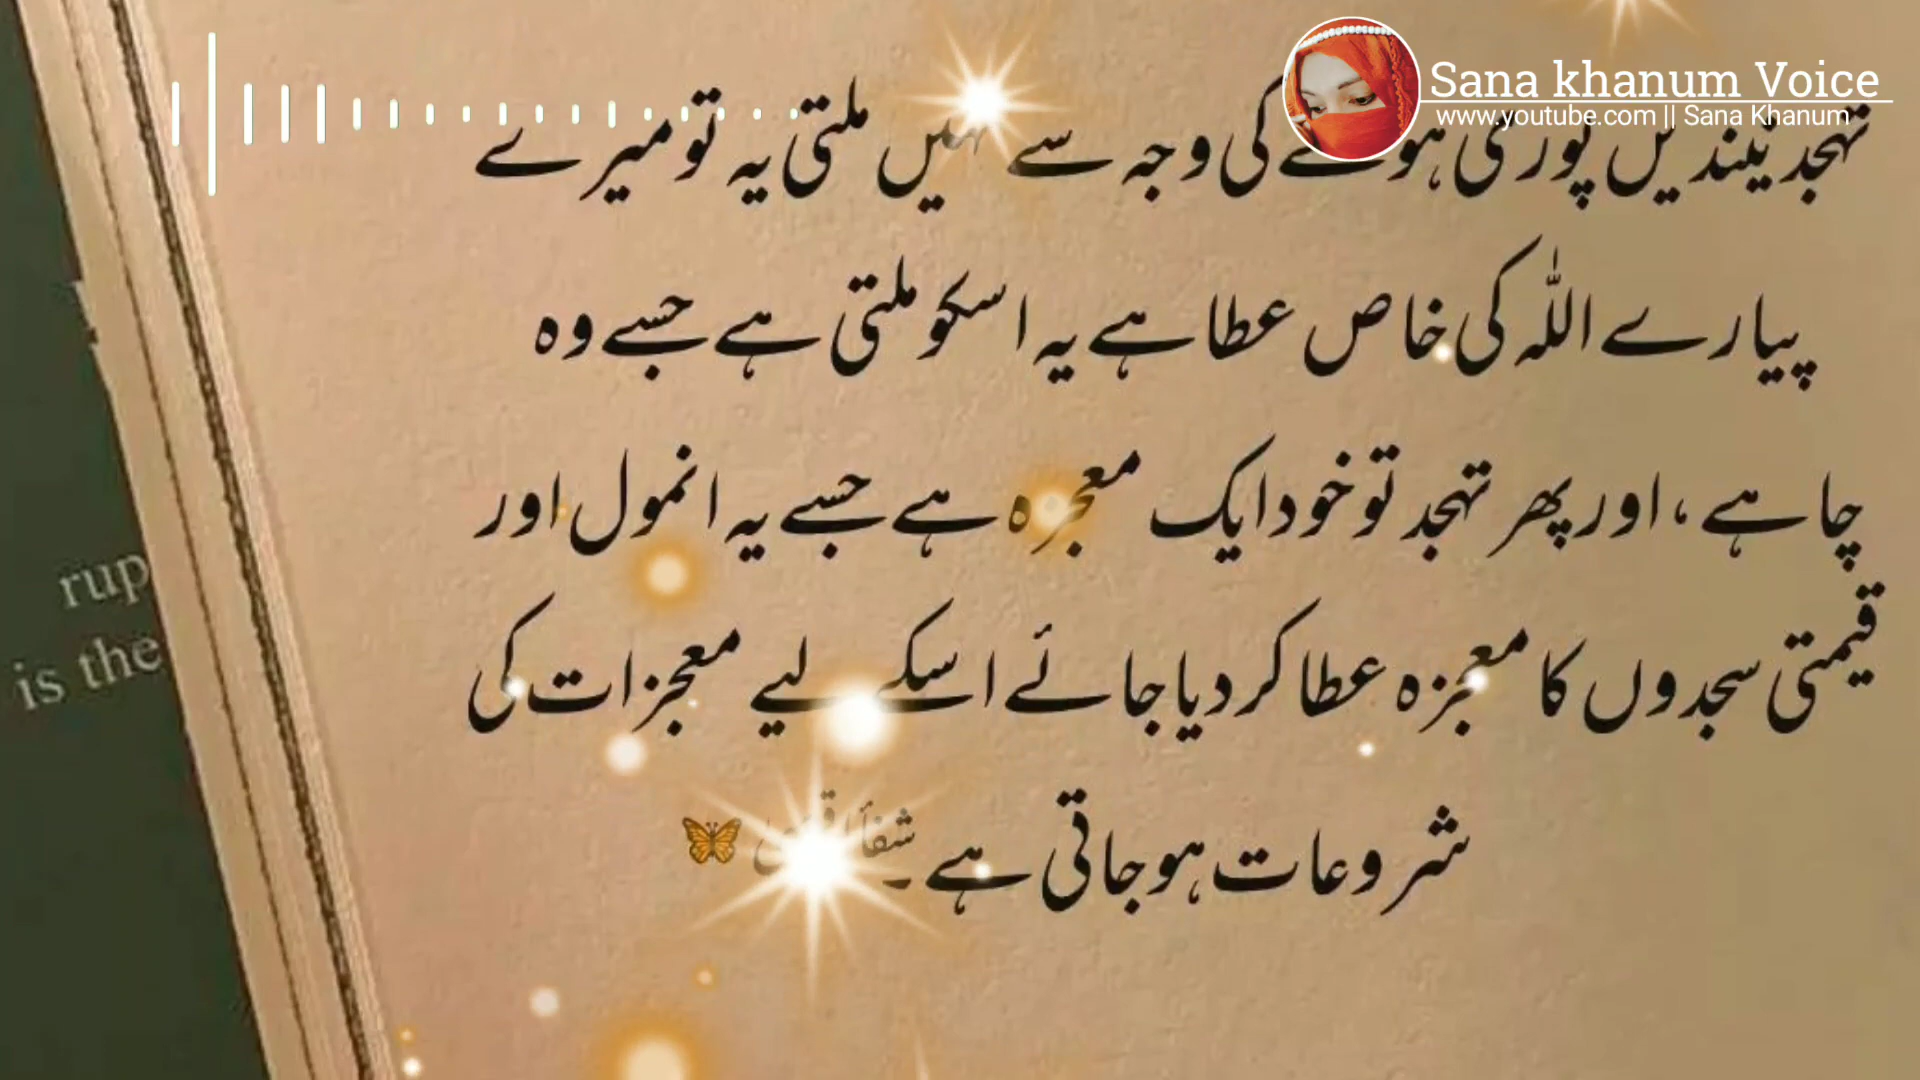 Sana khanum Voice
www.youtube.com || Sana Khanum
تہجد نیندیں پوری ہونے کی وجہ سے نہیں ملتی یہ تو میرے
پیارے اللہ کی خاص عطا ہے یہ اسکو ملتی ہے جسے وہ
چاہے، اور پھر تہجد تو خود ایک معجزہ ہے جسے یہ انمول اور
قیمتی سجدوں کا معجزہ عطا کر دیا جائے اسکے لیے معجزات کی
شروعات ہو جاتی ہے
rup
is the